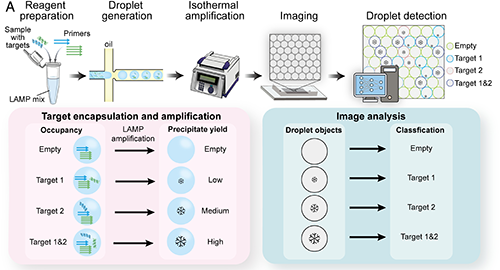 A
Reagent preparation
Droplet generation
Isothermal amplification
Imaging
Droplet detection
Sample with targets
Primers
LAMP mix
oil
Empty
Target 1
Target 2
Target 1&2
Target encapsulation and amplification
Occupancy
LAMP amplification
Precipitate yield
Empty
Empty
Target 1
Low
Target 2
Medium
Target 1&2
High
Image analysis
Droplet objects
Classfication
Empty
Target 1
Target 2
Target 1&2